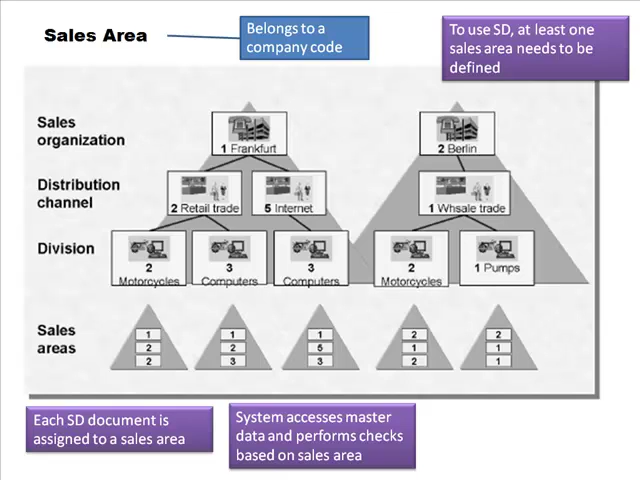 Sales Area
Belongs to a
company code
To use SD, at least one
sales area needs to be
defined
Sales
organization
1 Frankfurt
2 Berlin
Distribution
channel
2 Retail trade
5 Internet
1 Whsale trade
Division
2
Motorcycles
3
Computers
3
Computers
2
Motorcycles
1 Pumps
Sales
areas
1
2
2
1
2
3
1
5
3
2
1
2
2
1
1
Each SD document is
assigned to a sales area
System accesses master
data and performs checks
based on sales area